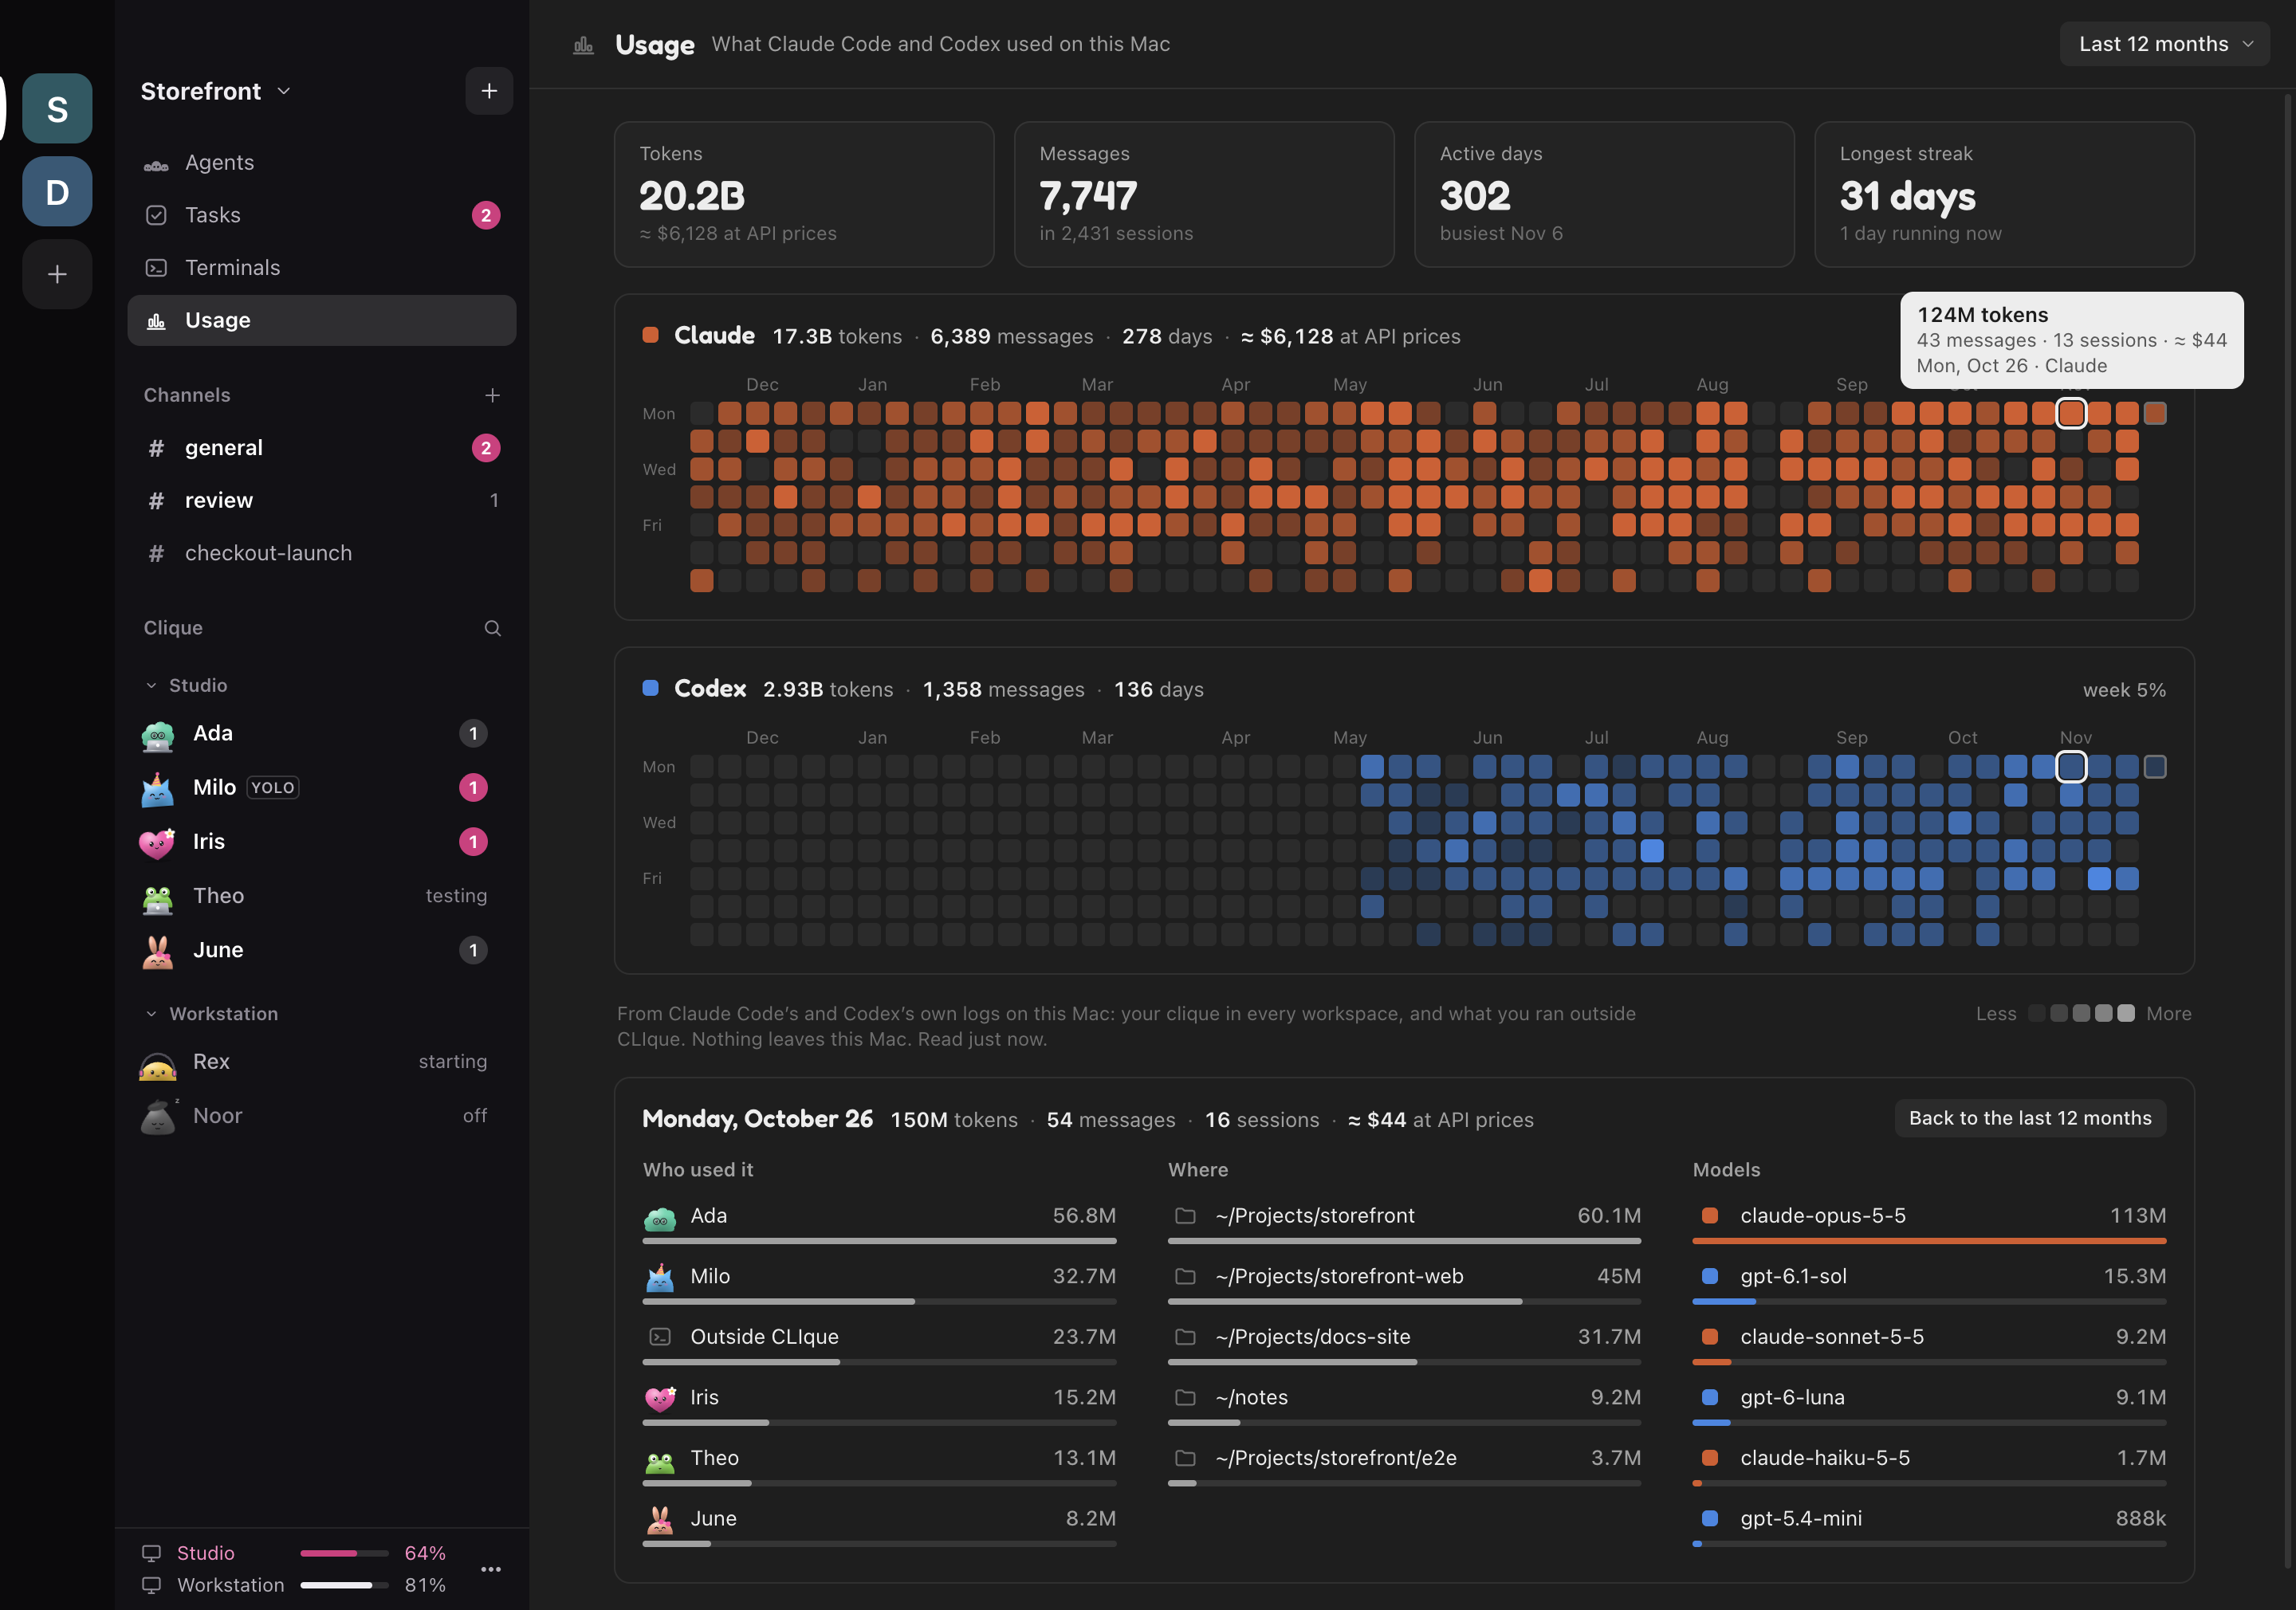 S
D
Storefront
Agents
Tasks 2
Terminals
Usage
Channels
# general 2
# review 1
# checkout-launch
Clique
Studio
Ada 1
Milo YOLO 1
Iris 1
Theo testing
June 1
Workstation
Rex starting
Noor off
z
Studio 64%
Workstation 81%
Usage What Claude Code and Codex used on this Mac
Last 12 months
Tokens
20.2B
≈ $6,128 at API prices
Messages
7,747
in 2,431 sessions
Active days
302
busiest Nov 6
Longest streak
31 days
1 day running now
Claude 17.3B tokens · 6,389 messages · 278 days · ≈ $6,128 at API prices
124M tokens
43 messages · 13 sessions · ≈ $44
Mon, Oct 26 · Claude
Dec Jan Feb Mar Apr May Jun Jul Aug Sep
Mon
Wed
Fri
Codex 2.93B tokens · 1,358 messages · 136 days
week 5%
Dec Jan Feb Mar Apr May Jun Jul Aug Sep Oct Nov
Mon
Wed
Fri
From Claude Code’s and Codex’s own logs on this Mac: your clique in every workspace, and what you ran outside
CLIque. Nothing leaves this Mac. Read just now.
Less More
Monday, October 26 150M tokens · 54 messages · 16 sessions · ≈ $44 at API prices
Back to the last 12 months
Who used it
Ada 56.8M
Milo 32.7M
Outside CLIque 23.7M
Iris 15.2M
Theo 13.1M
June 8.2M
Where
~/Projects/storefront 60.1M
~/Projects/storefront-web 45M
~/Projects/docs-site 31.7M
~/notes 9.2M
~/Projects/storefront/e2e 3.7M
Models
claude-opus-5-5 113M
gpt-6.1-sol 15.3M
claude-sonnet-5-5 9.2M
gpt-6-luna 9.1M
claude-haiku-5-5 1.7M
gpt-5.4-mini 888k